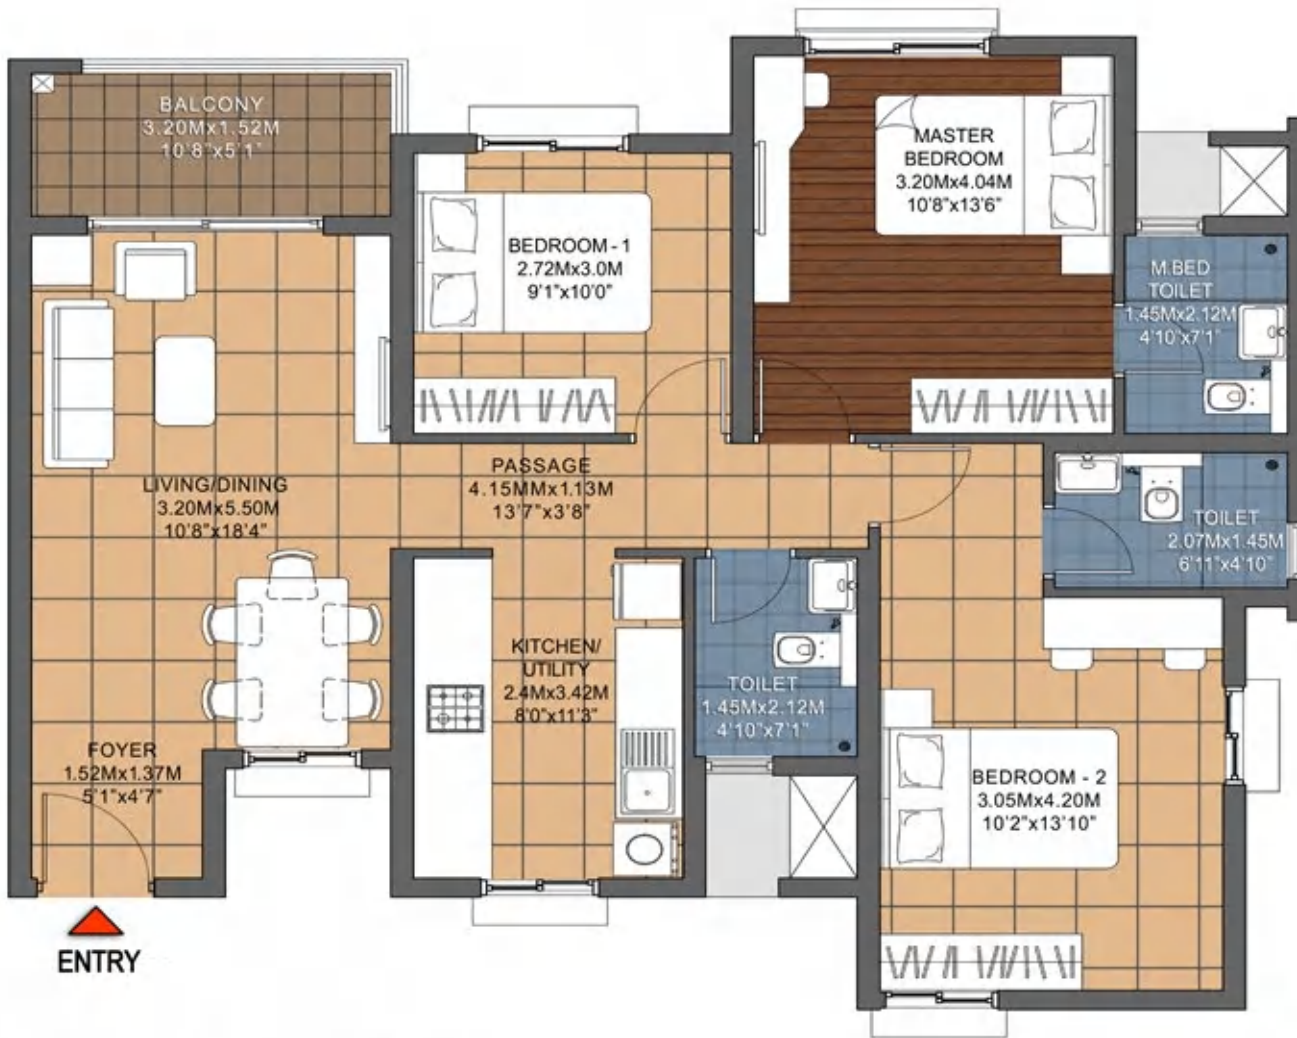 BALCONY
3.20Mx1.52M
10'8"x5'1"
MASTER
BEDROOM
3.20Mx4.04M
10'8"x13'6"
BEDROOM - 1
2.72Mx3.0M
9'1"x10'0"
M.BED
TOILET
1.45Mx2.12M
4'10"x7'1"
LIVING/DINING
3.20Mx5.50M
10'8"x18'4"
PASSAGE
4.15MMx1.13M
13'7"x3'8"
TOILET
2.07Mx1.45M
6'11"x4'10"
KITCHEN/
UTILITY
2.4Mx3.42M
8'0"x11'3"
TOILET
1.45Mx2.12M
4'10"x7'1"
FOYER
1.52Mx1.37M
5'1"x4'7"
BEDROOM - 2
3.05Mx4.20M
10'2"x13'10"
ENTRY